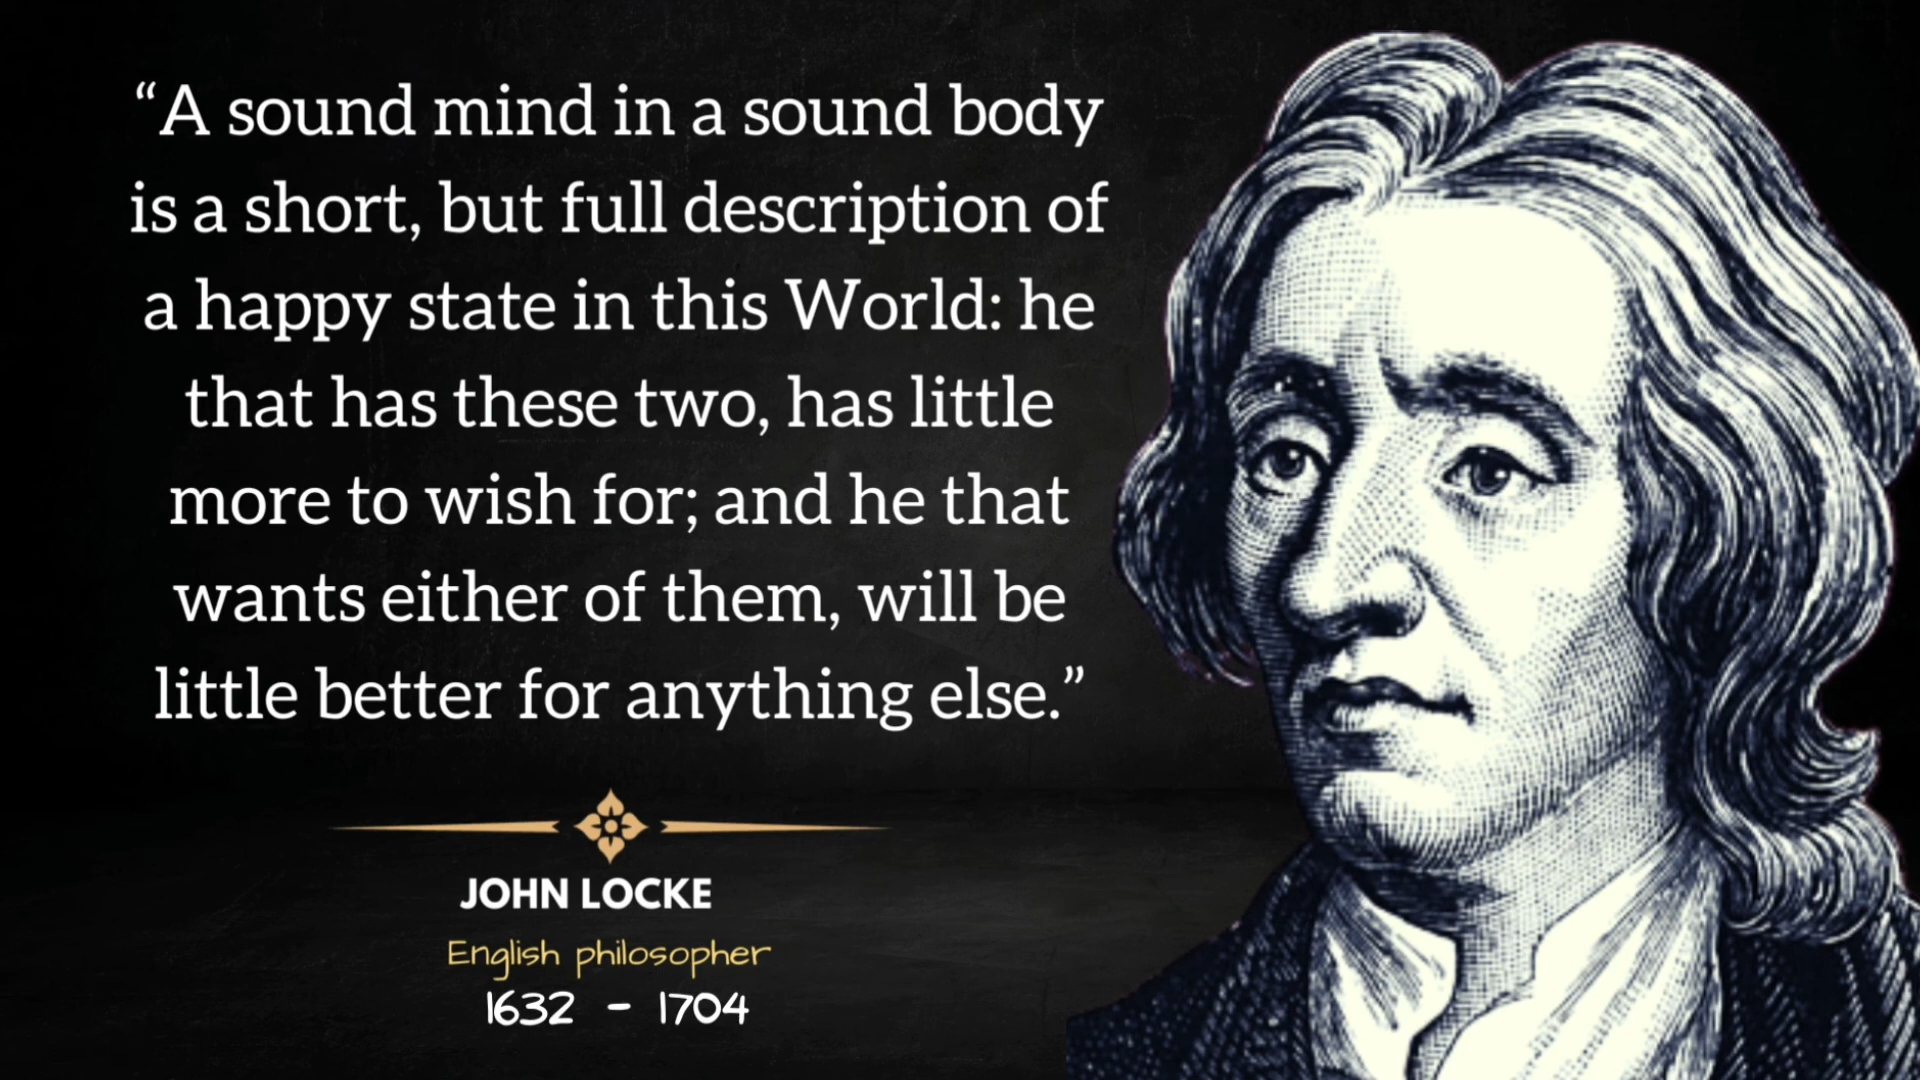 “A sound mind in a sound body
is a short, but full description of
a happy state in this World: he
that has these two, has little
more to wish for; and he that
wants either of them, will be
little better for anything else.”
JOHN LOCKE
English philosopher
1632 - 1704